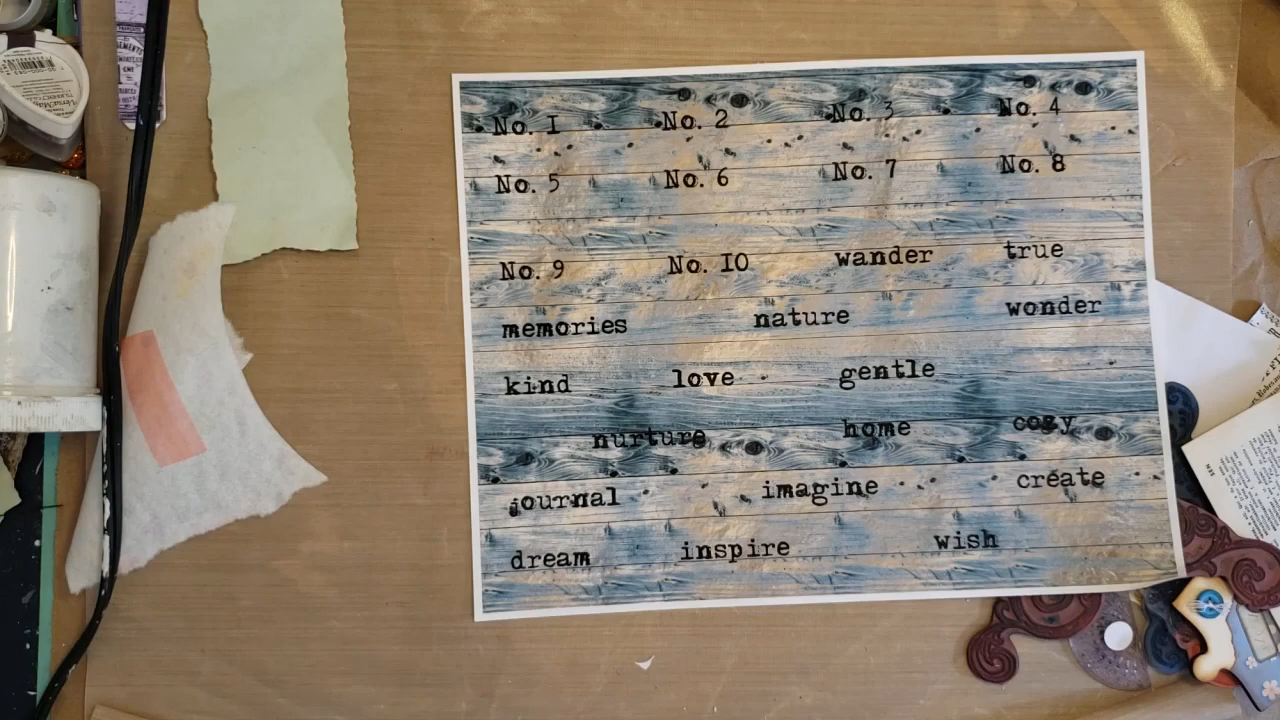 No. 1 No. 2 No. 3 No. 4
No. 5 No. 6 No. 7 No. 8
No. 9 No. 10 wander true
memories nature wonder
kind love gentle
nurture home cozy
journal imagine create
dream inspire wish